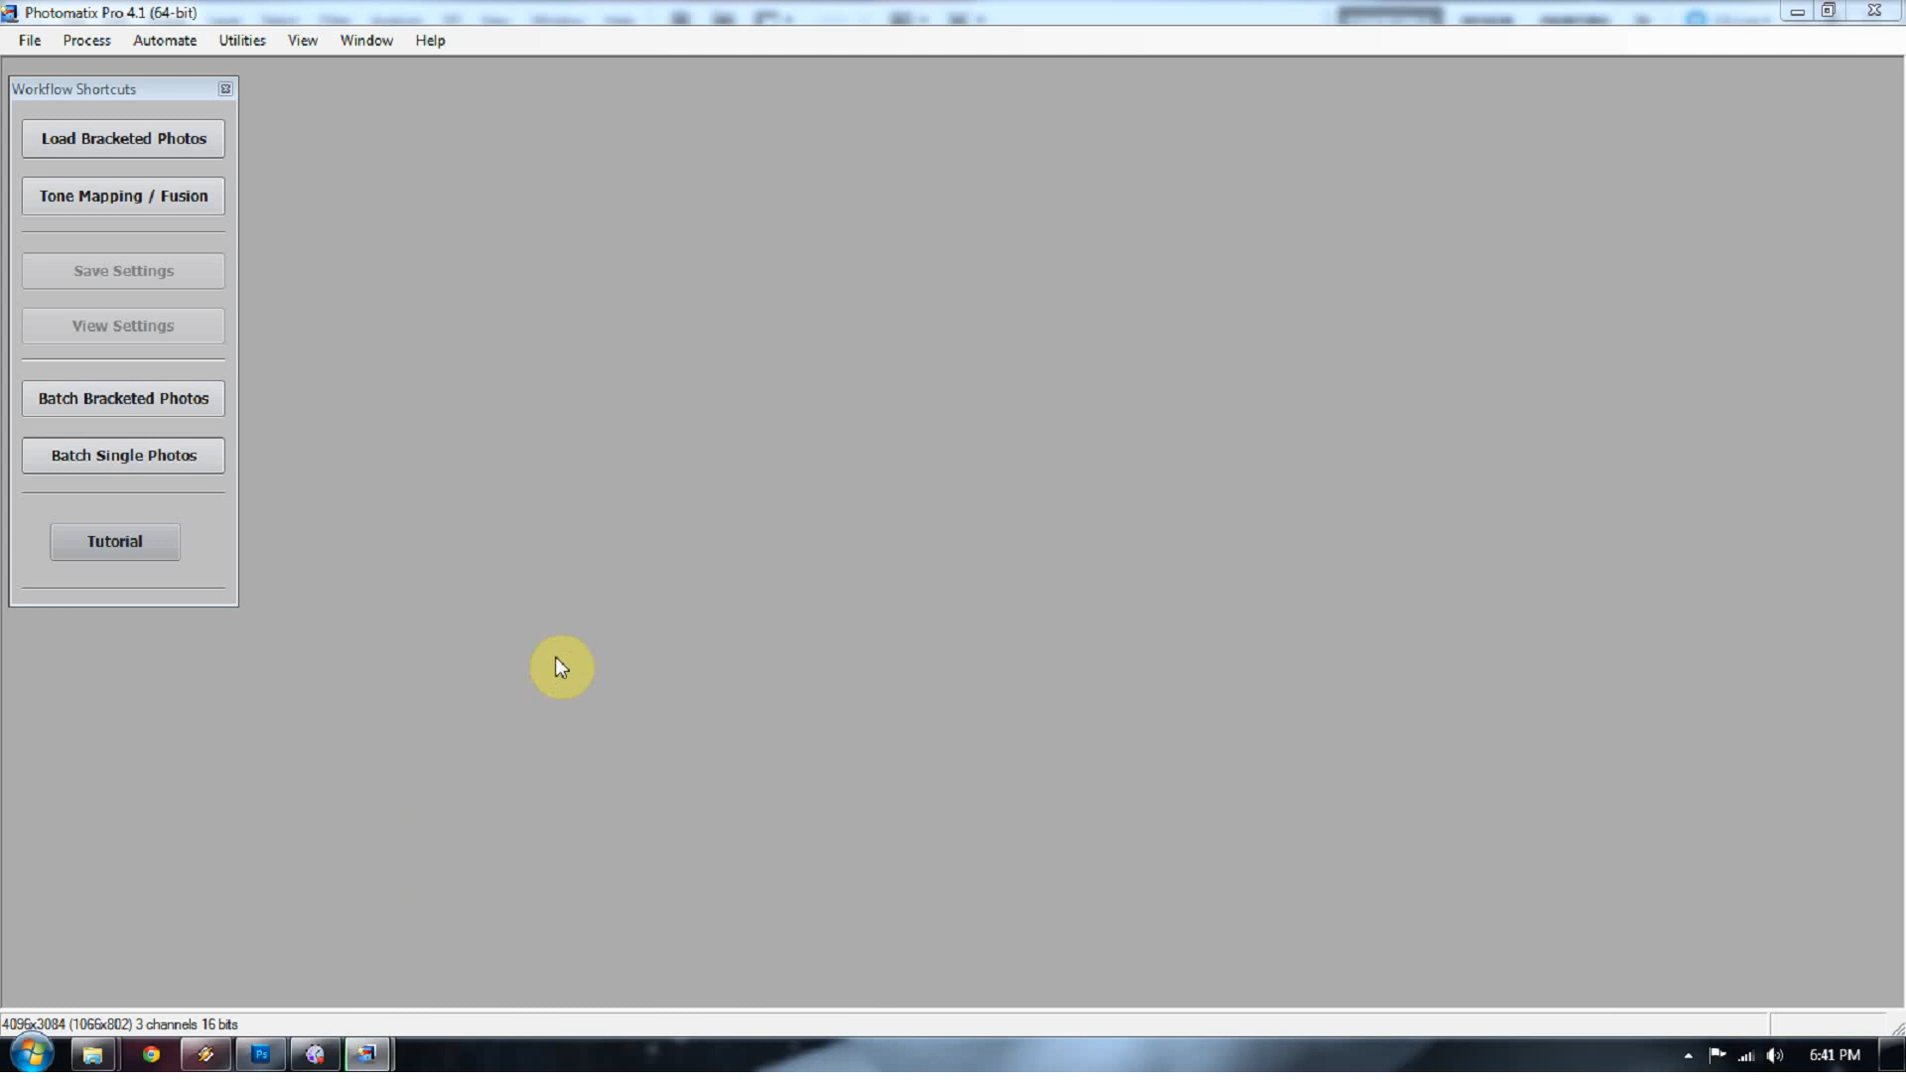 Photomatix Pro 4.1 (64-bit)
File Process Automate Utilities View Window Help
Workflow Shortcuts
Load Bracketed Photos
Tone Mapping / Fusion
Save Settings
View Settings
Batch Bracketed Photos
Batch Single Photos
Tutorial
4096x3084 (1066x802) 3 channels 16 bits
Ps
6:41 PM